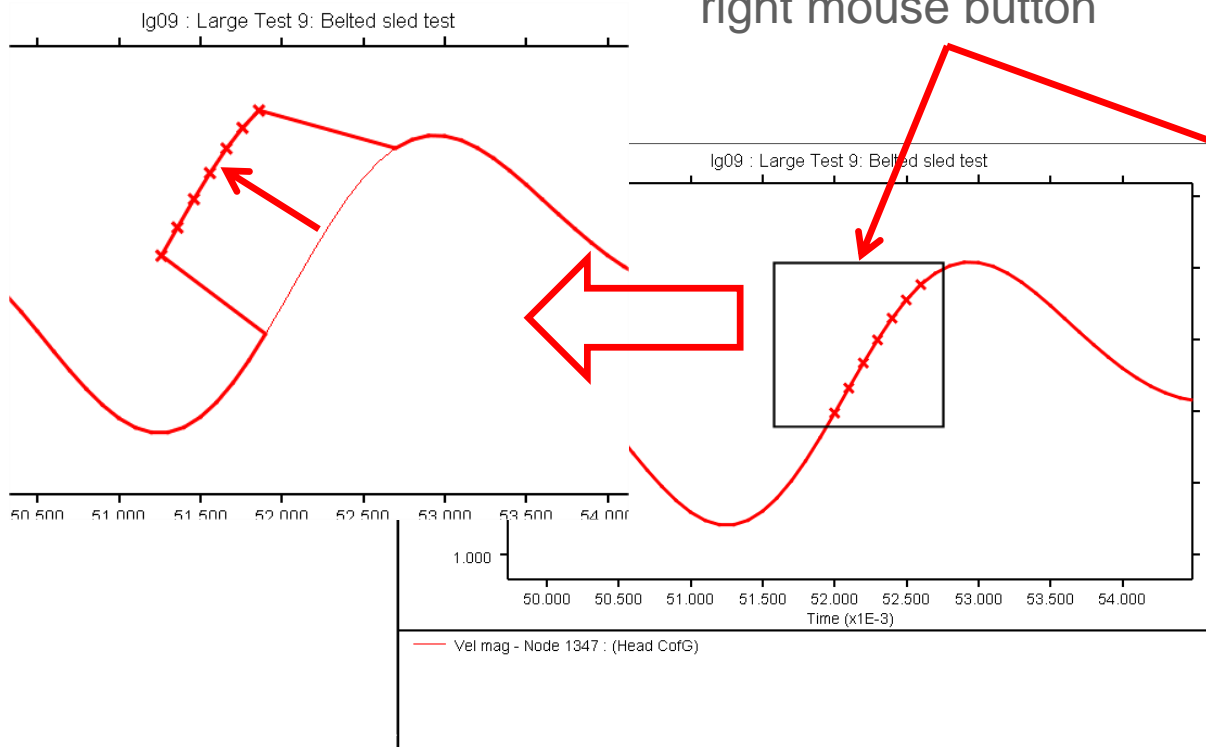 right mouse button
lg09 : Large Test 9: Belted sled test
50.500 51.000 51.500 52.000 52.500 53.000 53.500 54.000
lg09 : Large Test 9: Belted sled test
1.000
50.000 50.500 51.000 51.500 52.000 52.500 53.000 53.500 54.000
Time (x1E-3)
Vel mag - Node 1347 : (Head CofG)